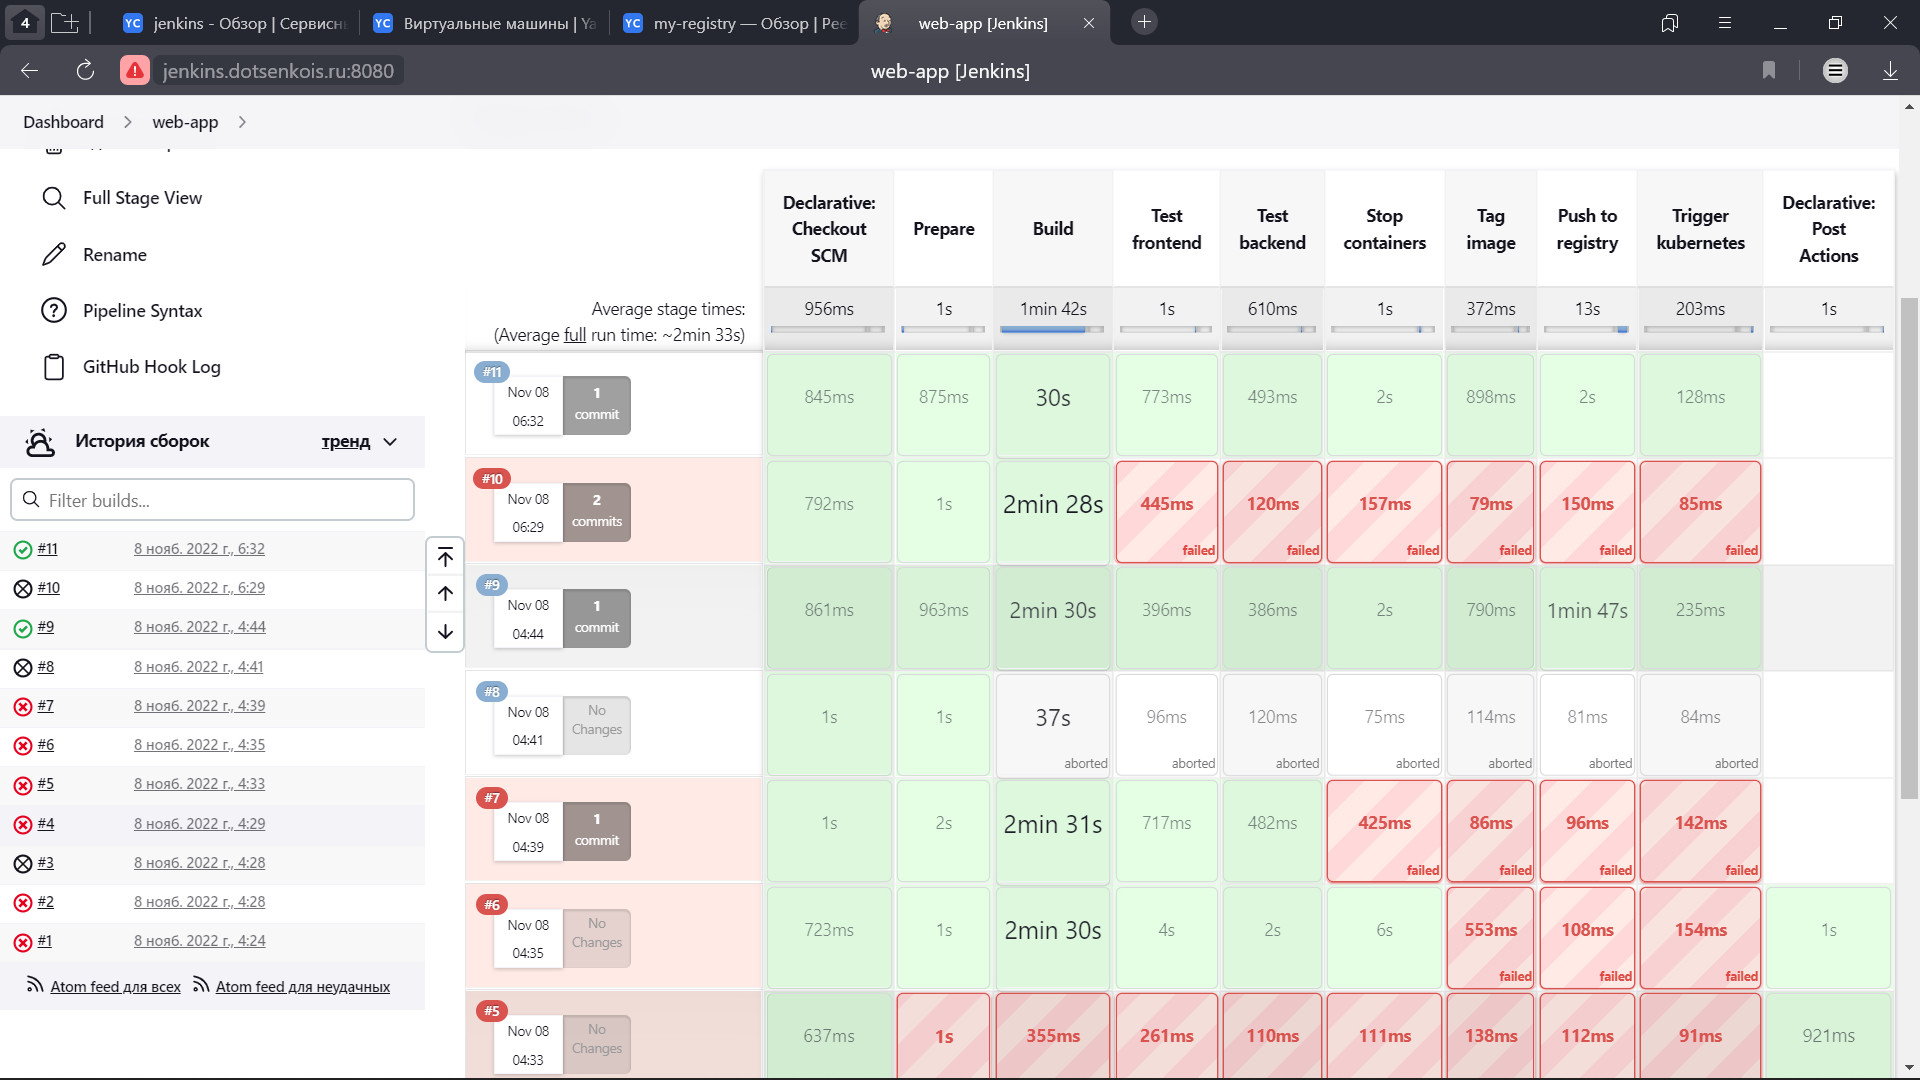 4
jenkins - Обзор | Сервисн
Виртуальные машины | Ya
my-registry — Обзор | Рее
web-app [Jenkins]
jenkins.dotsenkois.ru:8080
web-app [Jenkins]
Dashboard
web-app
Full Stage View
Rename
Pipeline Syntax
GitHub Hook Log
История сборок
тренд
Filter builds...
#11 8 нояб. 2022 г., 6:32
#10 8 нояб. 2022 г., 6:29
#9 8 нояб. 2022 г., 4:44
#8 8 нояб. 2022 г., 4:41
#7 8 нояб. 2022 г., 4:39
#6 8 нояб. 2022 г., 4:35
#5 8 нояб. 2022 г., 4:33
#4 8 нояб. 2022 г., 4:29
#3 8 нояб. 2022 г., 4:28
#2 8 нояб. 2022 г., 4:28
#1 8 нояб. 2022 г., 4:24
Atom feed для всех Atom feed для неудачных
Declarative: Checkout SCM
Prepare
Build
Test frontend
Test backend
Stop containers
Tag image
Push to registry
Trigger kubernetes
Declarative: Post Actions
Average stage times:
(Average full run time: ~2min 33s)
956ms 1s 1min 42s 1s 610ms 1s 372ms 13s 203ms 1s
#11
Nov 08
06:32
1
commit
845ms 875ms 30s 773ms 493ms 2s 898ms 2s 128ms
#10
Nov 08
06:29
2
commits
792ms 1s 2min 28s 445ms 120ms 157ms 79ms 150ms 85ms
failed failed failed failed failed failed
#9
Nov 08
04:44
1
commit
861ms 963ms 2min 30s 396ms 386ms 2s 790ms 1min 47s 235ms
#8
Nov 08
04:41
No
Changes
1s 1s 37s 96ms 120ms 75ms 114ms 81ms 84ms
aborted aborted aborted aborted aborted aborted aborted
#7
Nov 08
04:39
1
commit
1s 2s 2min 31s 717ms 482ms 425ms 86ms 96ms 142ms
failed failed failed failed
#6
Nov 08
04:35
No
Changes
723ms 1s 2min 30s 4s 2s 6s 553ms 108ms 154ms 1s
failed failed failed
#5
Nov 08
04:33
No
Changes
637ms 1s 355ms 261ms 110ms 111ms 138ms 112ms 91ms 921ms